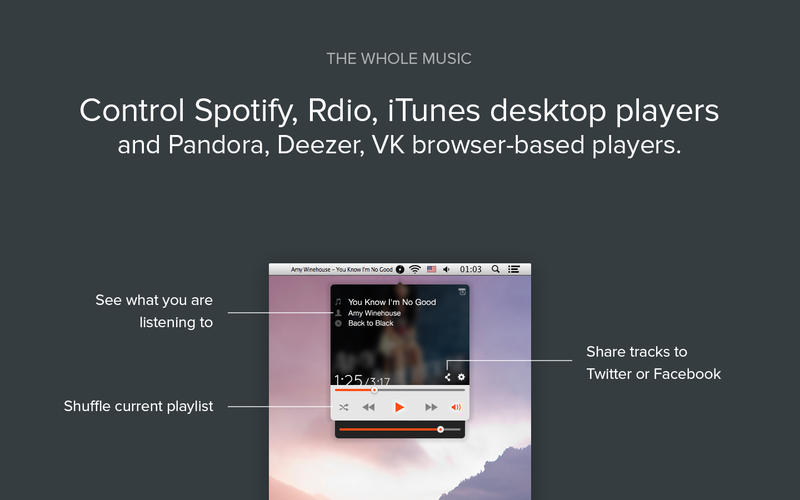 THE WHOLE MUSIC
Control Spotify, Rdio, iTunes desktop players
and Pandora, Deezer, VK browser-based players.
Amy Winehouse – You Know I'm No Good
01:03
See what you are
listening to
You Know I'm No Good
Amy Winehouse
Back to Black
1:25/3:17
Share tracks to
Twitter or Facebook
Shuffle current playlist